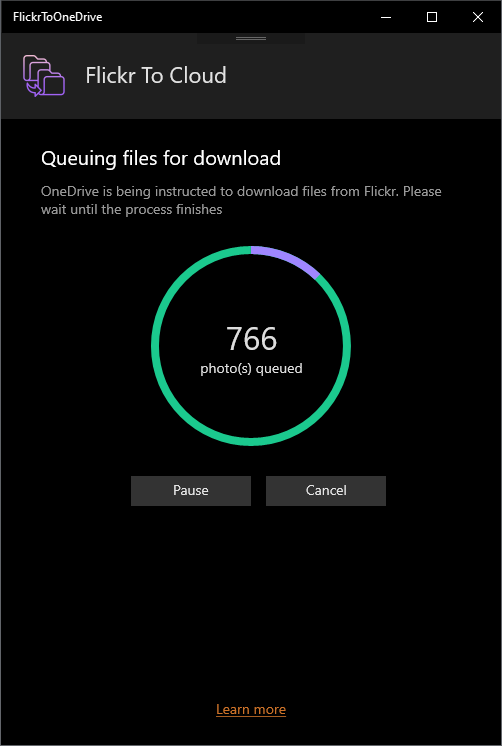 FlickrToOneDrive
Flickr To Cloud
Queuing files for download
OneDrive is being instructed to download files from Flickr. Please
wait until the process finishes
766
photo(s) queued
Pause
Cancel
Learn more